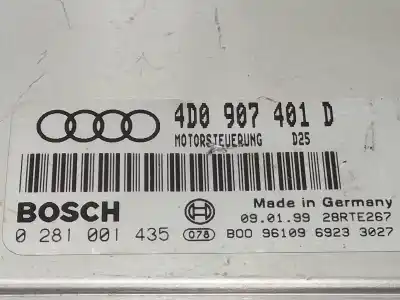 4D0 907 401 D
MOTORSTEUERUNG D25
BOSCH
Made in Germany
09.01.99 28RTE267
0 281 001 435 078 B00 96109 6923 3027